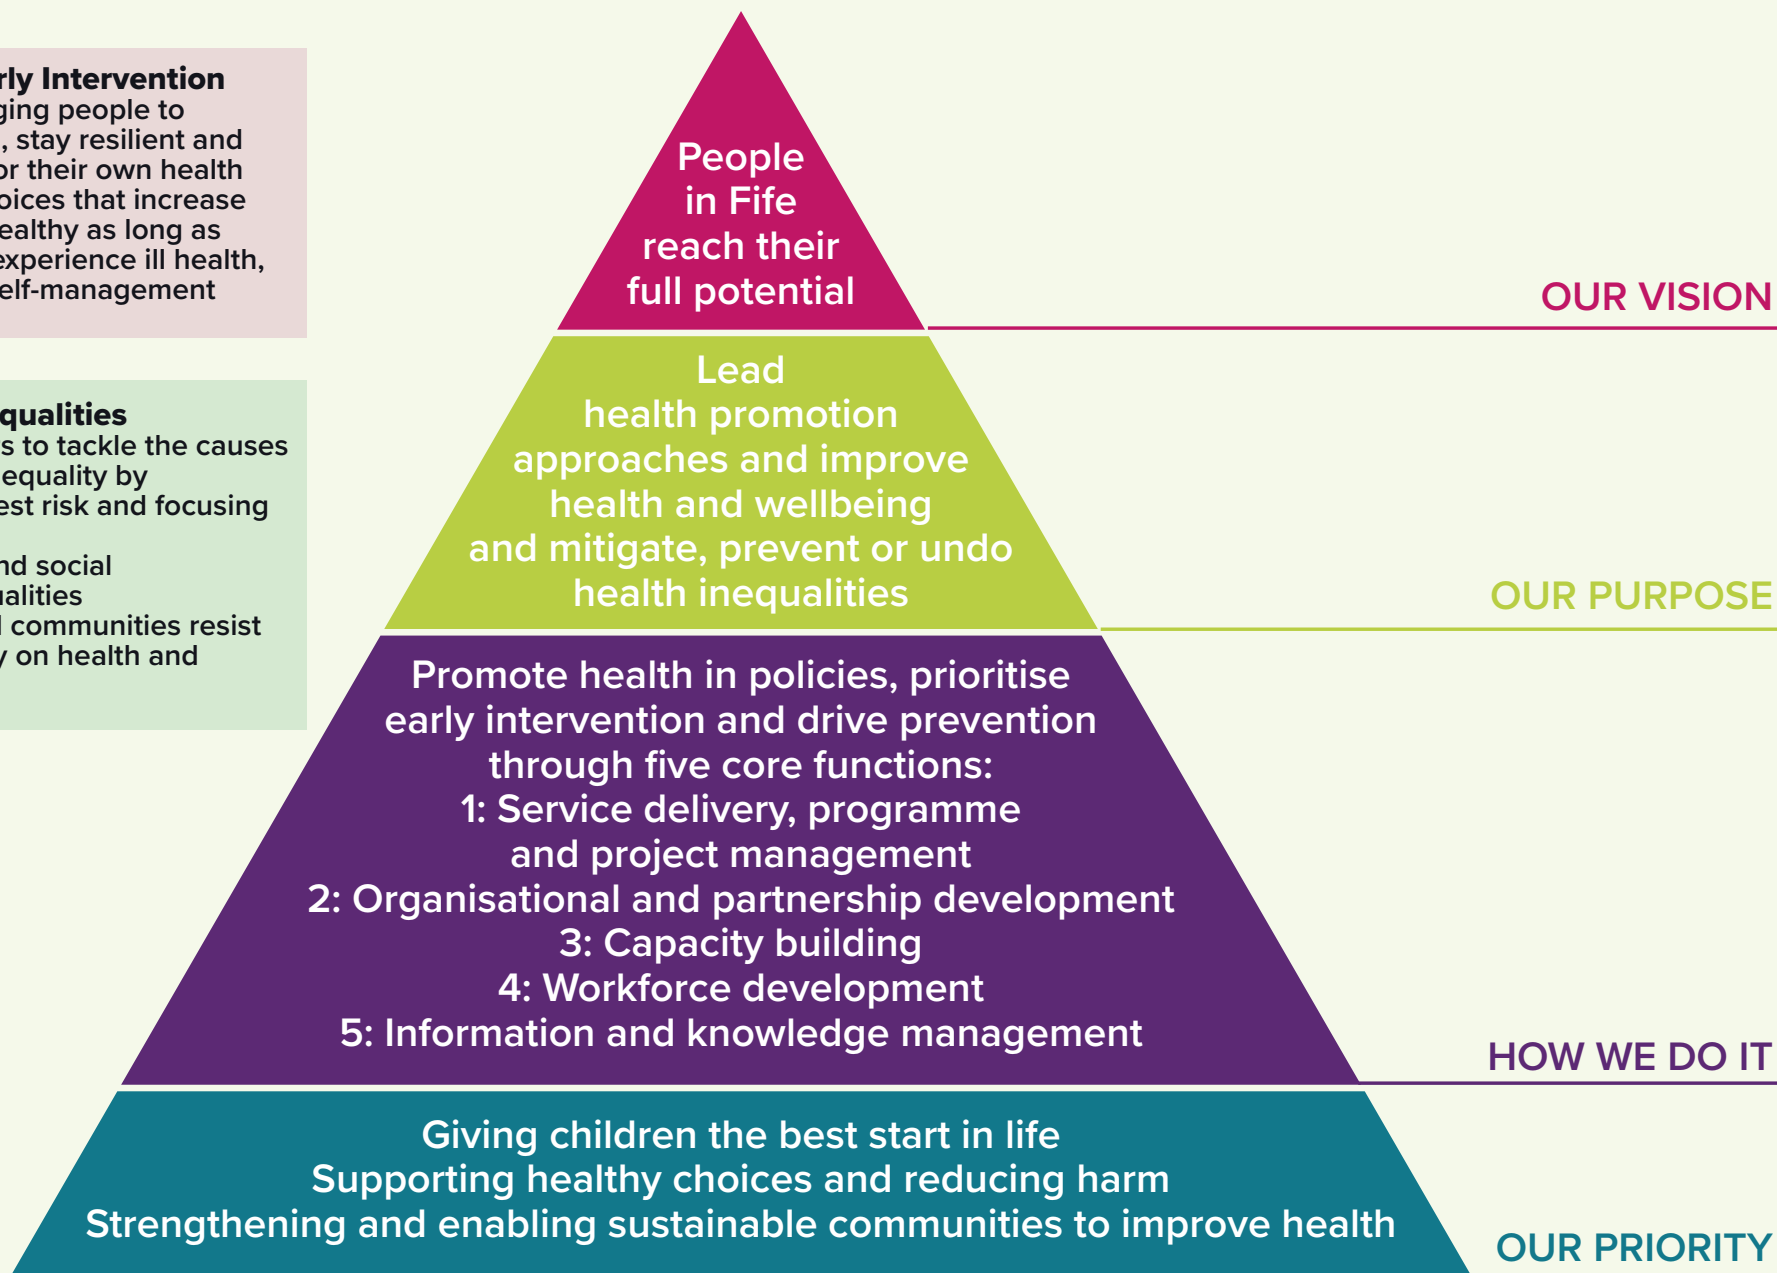 rly Intervention
ging people to
, stay resilient and
or their own health
oices that increase
ealthy as long as
experience ill health,
elf-management
qualities
s to tackle the causes
equality by
est risk and focusing
nd social
ualities
communities resist
y on health and
People
in Fife
reach their
full potential
OUR VISION
Lead
health promotion
approaches and improve
health and wellbeing
and mitigate, prevent or undo
health inequalities
OUR PURPOSE
Promote health in policies, prioritise
early intervention and drive prevention
through five core functions:
1: Service delivery, programme
and project management
2: Organisational and partnership development
3: Capacity building
4: Workforce development
5: Information and knowledge management
HOW WE DO IT
Giving children the best start in life
Supporting healthy choices and reducing harm
Strengthening and enabling sustainable communities to improve health
OUR PRIORITY